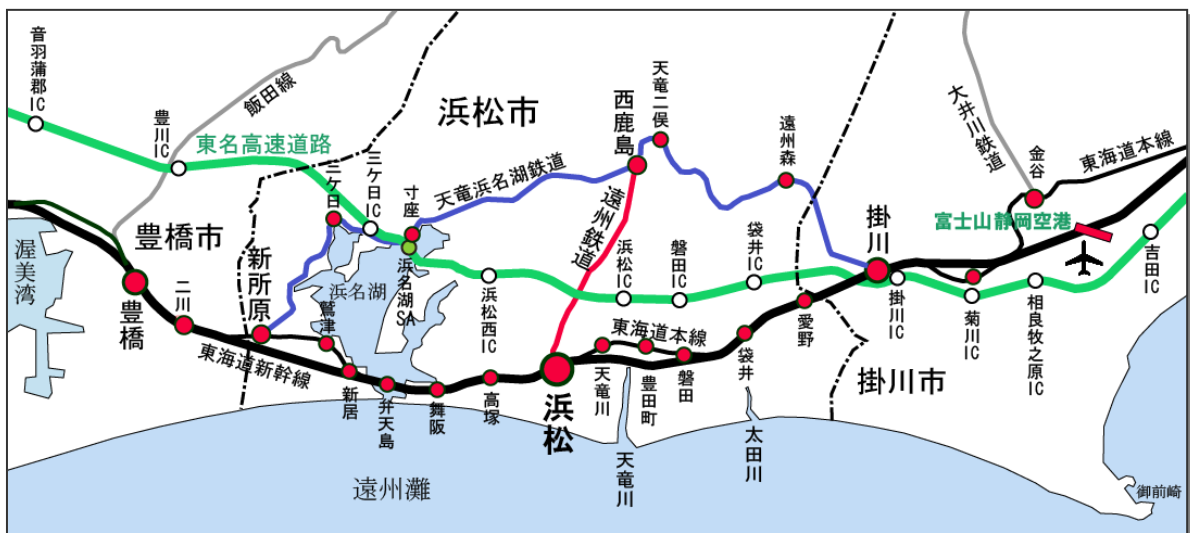 音羽蒲郡IC
豊川IC
飯田線
東名高速道路
浜松市
三ケ日
三ケ日IC
寸座
天竜浜名湖鉄道
西鹿島
天竜二俣
遠州森
大井川鉄道
金谷
東海道本線
富士山静岡空港
吉田IC
渥美湾
豊橋市
豊橋
二川
新所原
鷲津
浜名湖
浜名湖SA
浜松西IC
遠州鉄道
浜松IC
磐田IC
袋井IC
掛川
掛川IC
菊川IC
相良牧之原IC
東海道新幹線
新居
弁天島
舞阪
高塚
浜松
東海道本線
天竜川
豊田町
磐田
袋井
愛野
掛川市
天竜川
太田川
遠州灘
御前崎